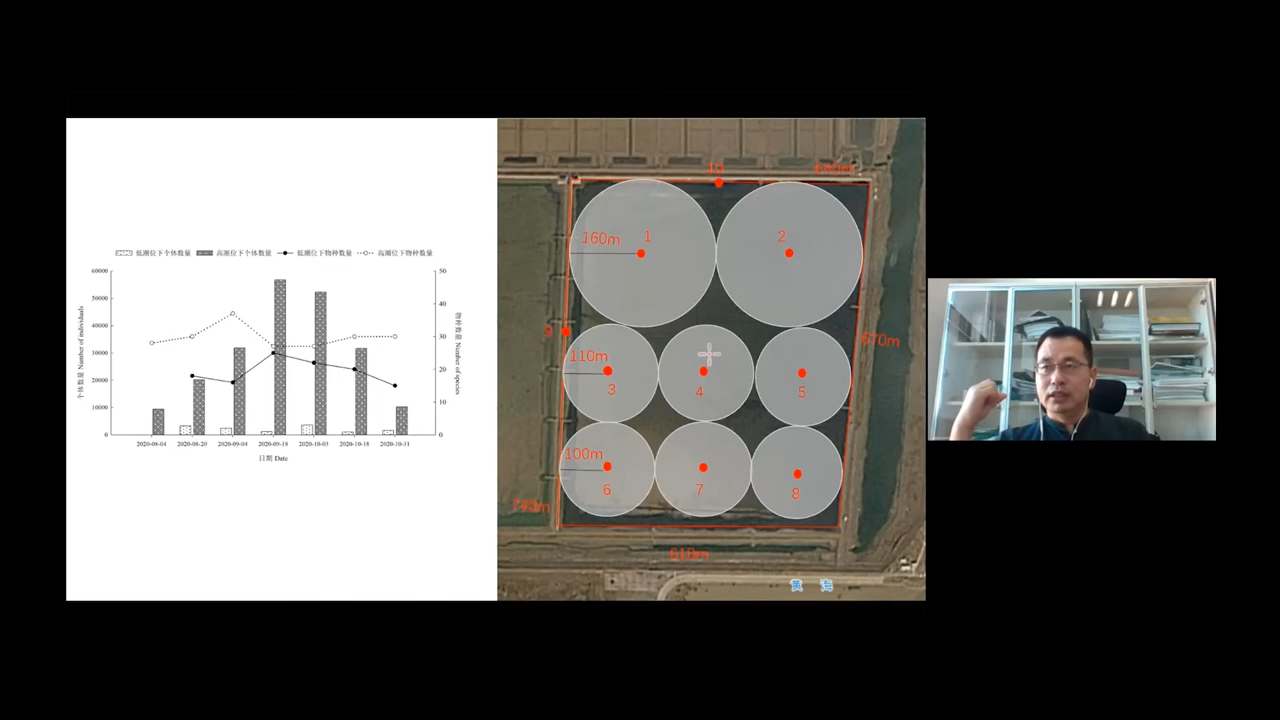 低潮位下个体数量 高潮位下个体数量 低潮位下物种数量 高潮位下物种数量
个体数量 Number of individuals
60000
50000
40000
30000
20000
10000
0
50
40
30
20
10
0
物种数量 Number of species
2020-08-04 2020-08-20 2020-09-04 2020-09-18 2020-10-03 2020-10-18 2020-10-31
日期 Date
10
640m
160m
1
2
9
670m
110m
3
4
5
100m
6
7
8
740m
610m
黄 海